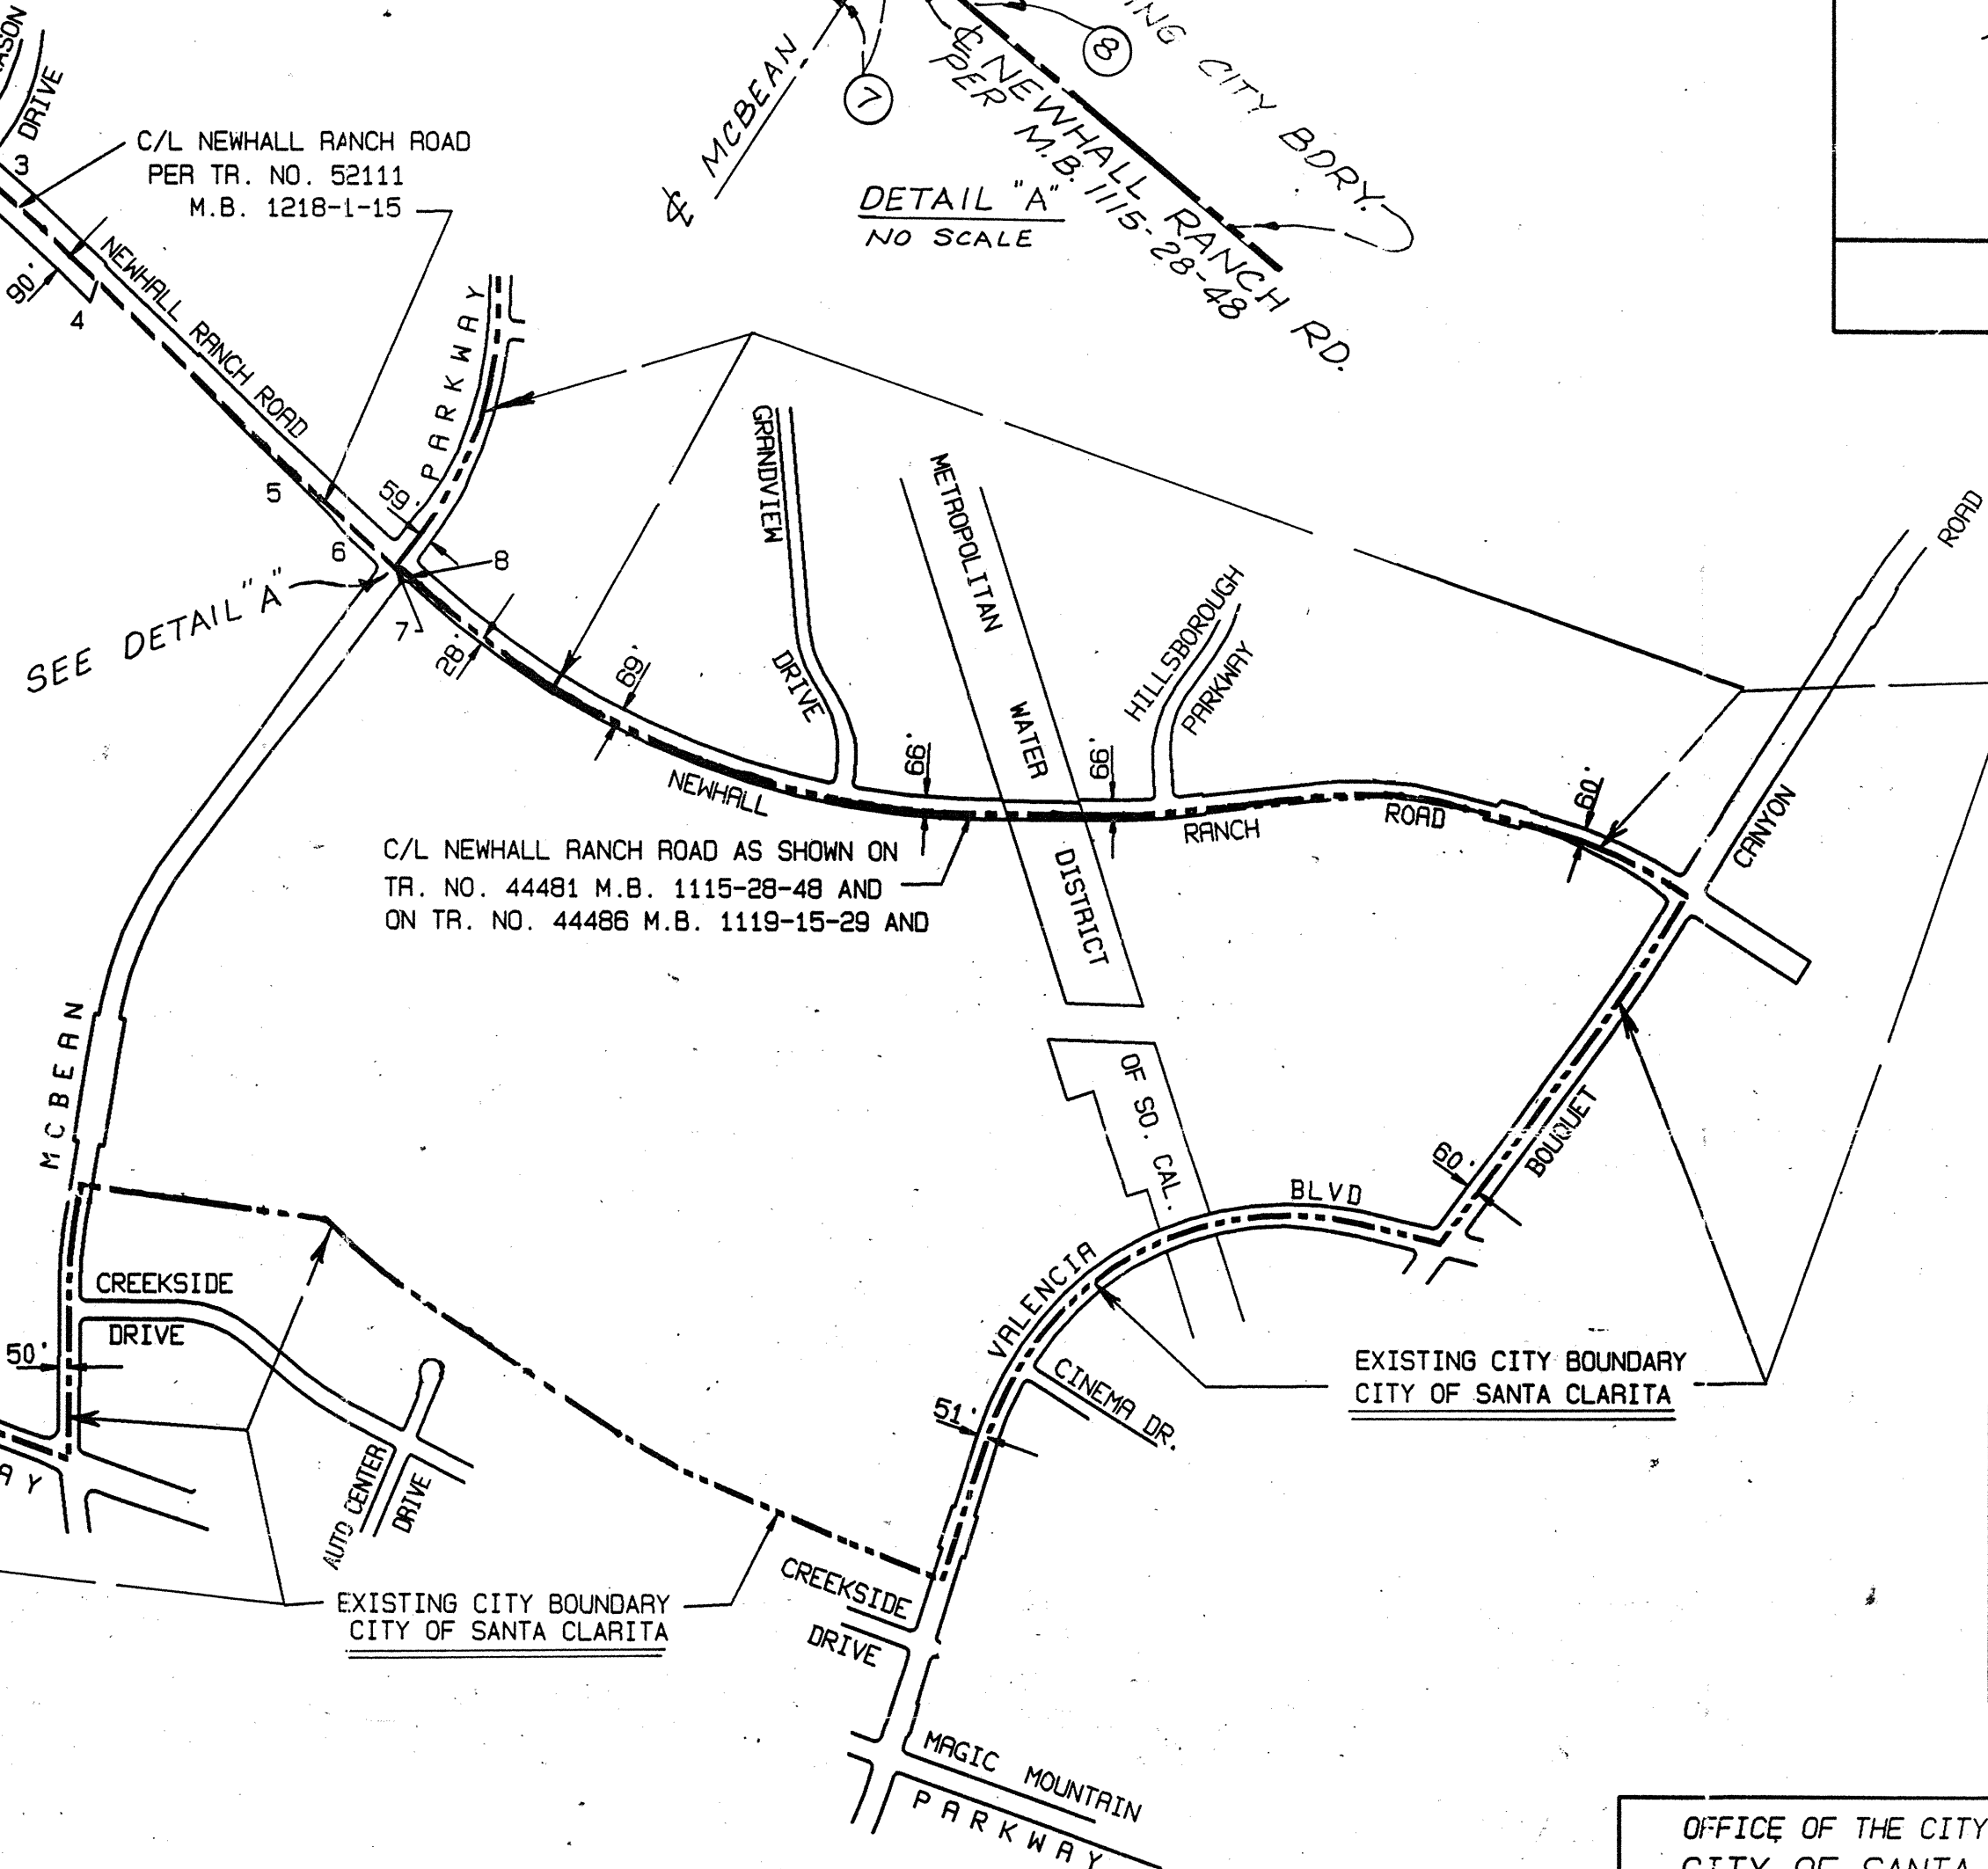 DRIVE
3
C/L NEWHALL RANCH ROAD
PER TR. NO. 52111
M.B. 1218-1-15
℄ MCBEAN
7
8
ING CITY BDRY.
℄ NEWHALL RANCH RD.
PER M.B. 1115-28-48
DETAIL "A"
NO SCALE
90'
4
NEWHALL RANCH ROAD
PARKWAY
59'
5
6
8
7
SEE DETAIL "A"
28'
69'
GRANDVIEW
DRIVE
METROPOLITAN
WATER
DISTRICT
OF SO. CAL.
HILLSBOROUGH
PARKWAY
66'
66'
60'
ROAD
CANYON
NEWHALL
RANCH
ROAD
C/L NEWHALL RANCH ROAD AS SHOWN ON
TR. NO. 44481 M.B. 1115-28-48 AND
ON TR. NO. 44486 M.B. 1119-15-29 AND
MCBEAN
BOUQUET
60'
BLVD
VALENCIA
CREEKSIDE
DRIVE
50'
CINEMA DR.
51'
EXISTING CITY BOUNDARY
CITY OF SANTA CLARITA
AY
AUTO CENTER
DRIVE
EXISTING CITY BOUNDARY
CITY OF SANTA CLARITA
CREEKSIDE
DRIVE
MAGIC MOUNTAIN
PARKWAY
OFFICE OF THE CITY
CITY OF SANTA